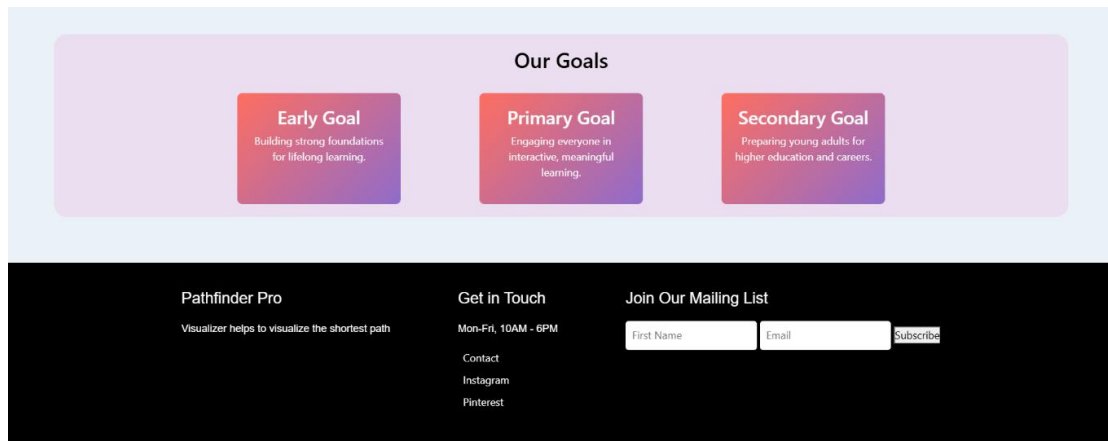 Our Goals
Early Goal
Building strong foundations
for lifelong learning.
Primary Goal
Engaging everyone in
interactive, meaningful
learning.
Secondary Goal
Preparing young adults for
higher education and careers.
Pathfinder Pro
Visualizer helps to visualize the shortest path
Get in Touch
Mon-Fri, 10AM - 6PM
Contact
Instagram
Pinterest
Join Our Mailing List
First Name
Email
Subscribe